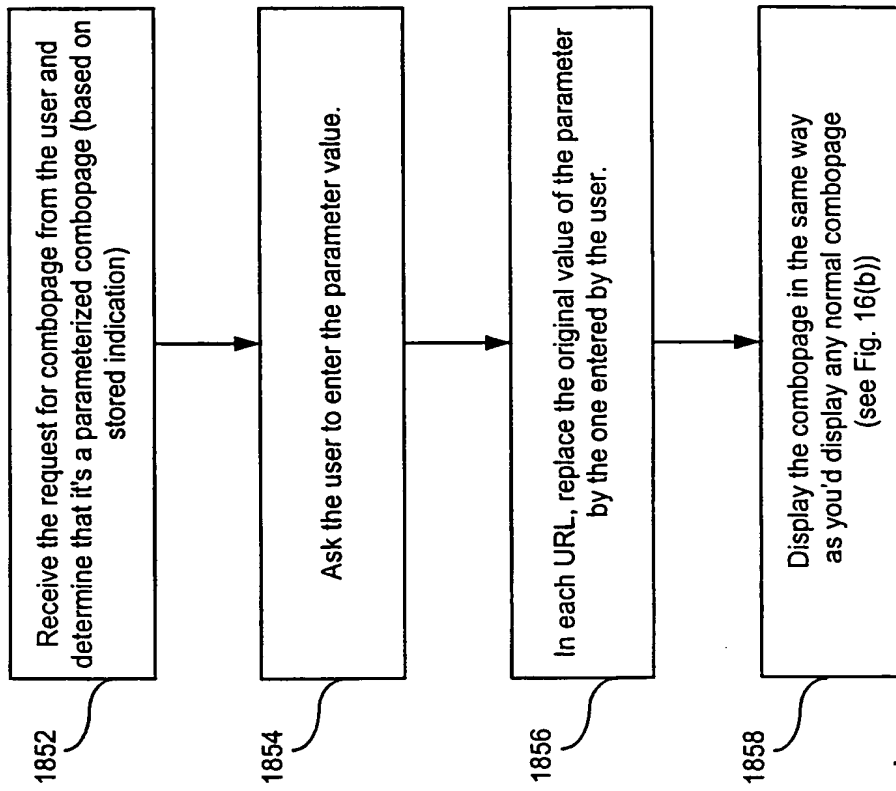 1852
Receive the request for combopage from the user and
determine that it's a parameterized combopage (based on
stored indication)
1854
Ask the user to enter the parameter value.
1856
In each URL, replace the original value of the parameter
by the one entered by the user.
1858
Display the combopage in the same way
as you'd display any normal combopage
(see Fig. 16(b))